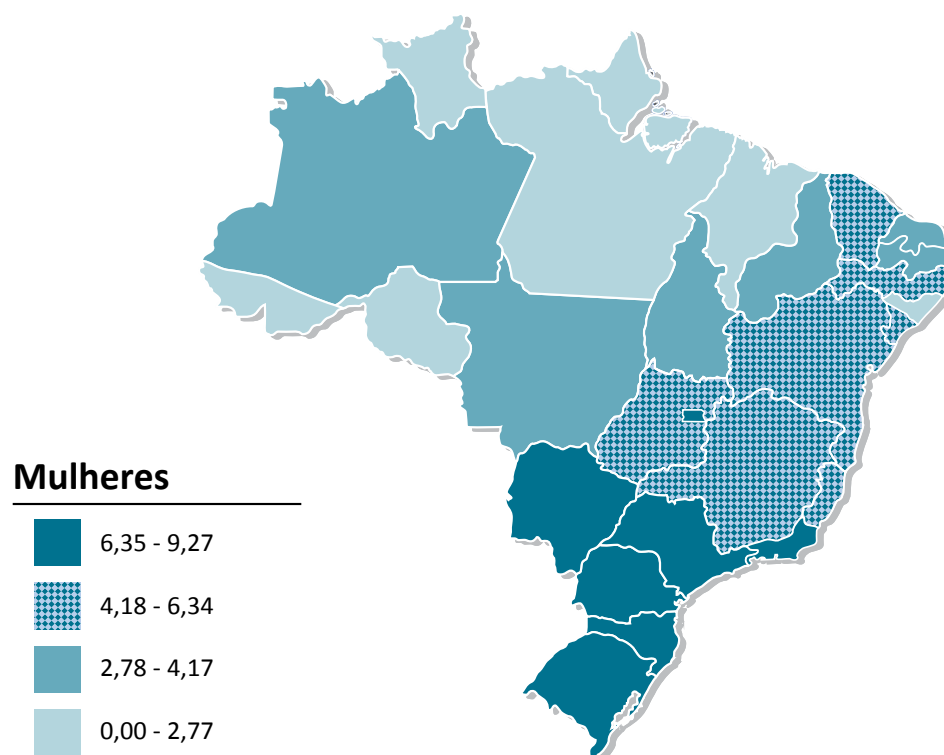 Mulheres
6,35 - 9,27
4,18 - 6,34
2,78 - 4,17
0,00 - 2,77